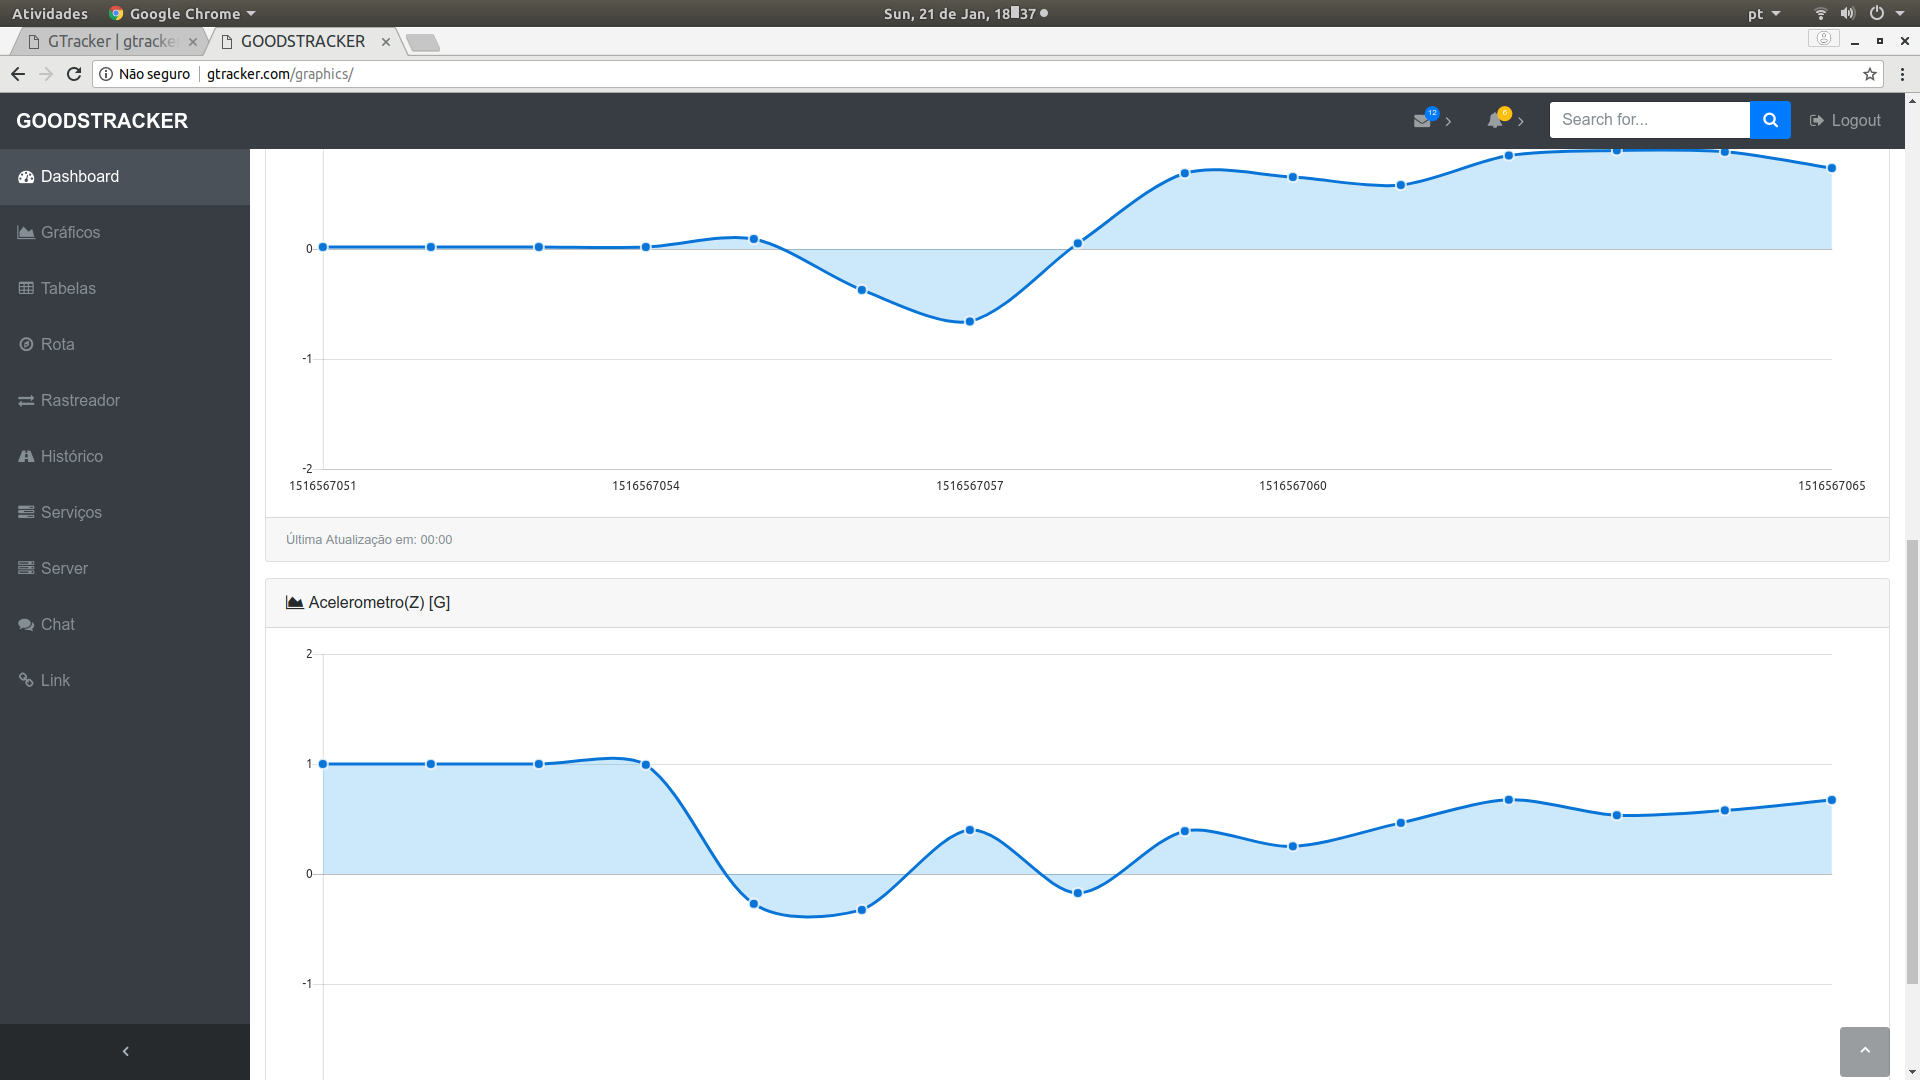 Atividades Google Chrome Sun, 21 de Jan, 18 37 pt
GTracker | gtracke GOODSTRACKER
Não seguro gtracker.com/graphics/
GOODSTRACKER 12 6 Search for... Logout
Dashboard
Gráficos
Tabelas
Rota
Rastreador
Histórico
Serviços
Server
Chat
Link
0
-1
-2
1516567051 1516567054 1516567057 1516567060 1516567065
Última Atualização em: 00:00
Acelerometro(Z) [G]
2
1
0
-1